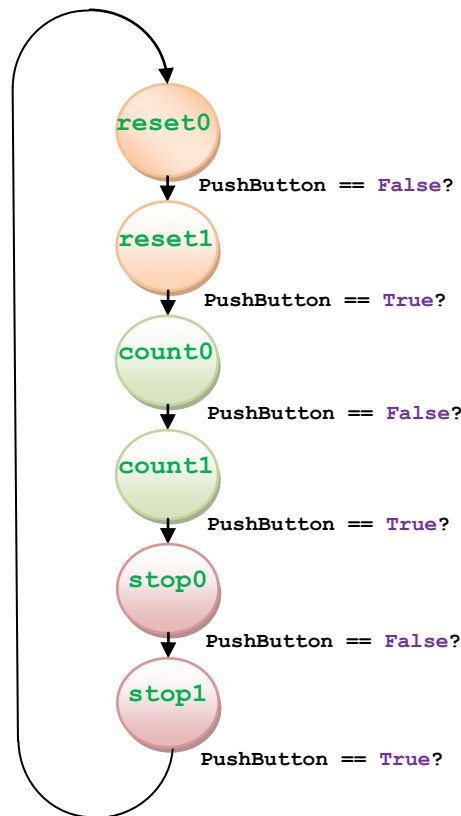 reset0
PushButton == False?
reset1
PushButton == True?
count0
PushButton == False?
count1
PushButton == True?
stop0
PushButton == False?
stop1
PushButton == True?